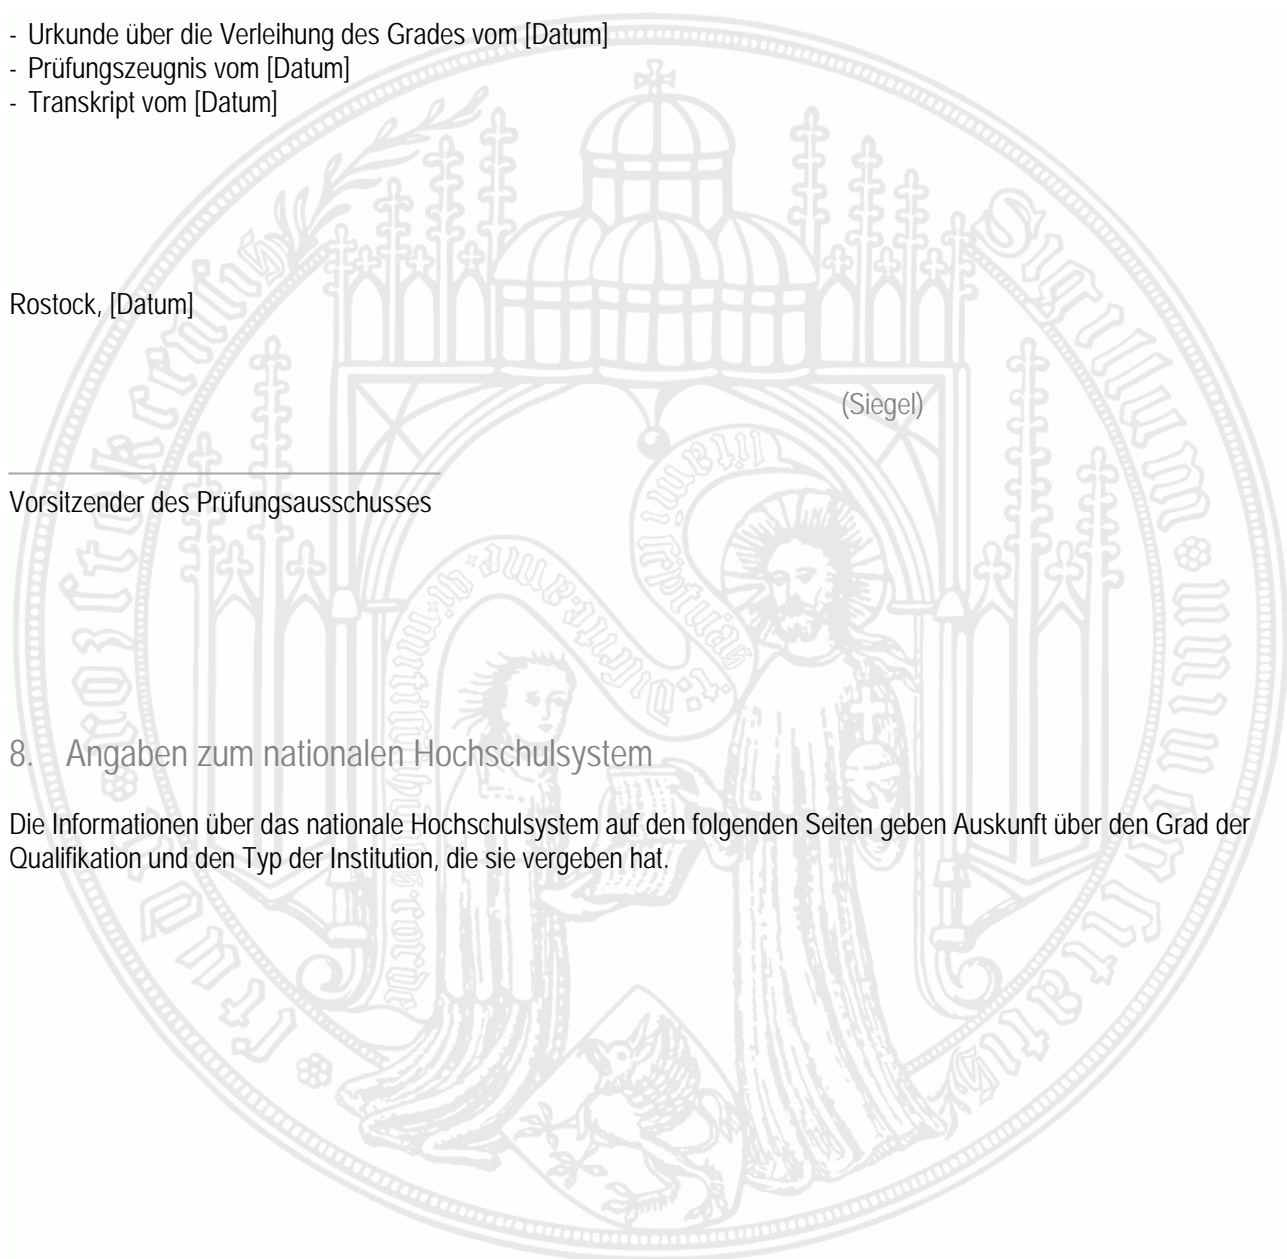 - Urkunde über die Verleihung des Grades vom [Datum]
- Prüfungszeugnis vom [Datum]
- Transkript vom [Datum]
Rostock, [Datum]
(Siegel)
Vorsitzender des Prüfungsausschusses
8. Angaben zum nationalen Hochschulsystem
Die Informationen über das nationale Hochschulsystem auf den folgenden Seiten geben Auskunft über den Grad der
Qualifikation und den Typ der Institution, die sie vergeben hat.